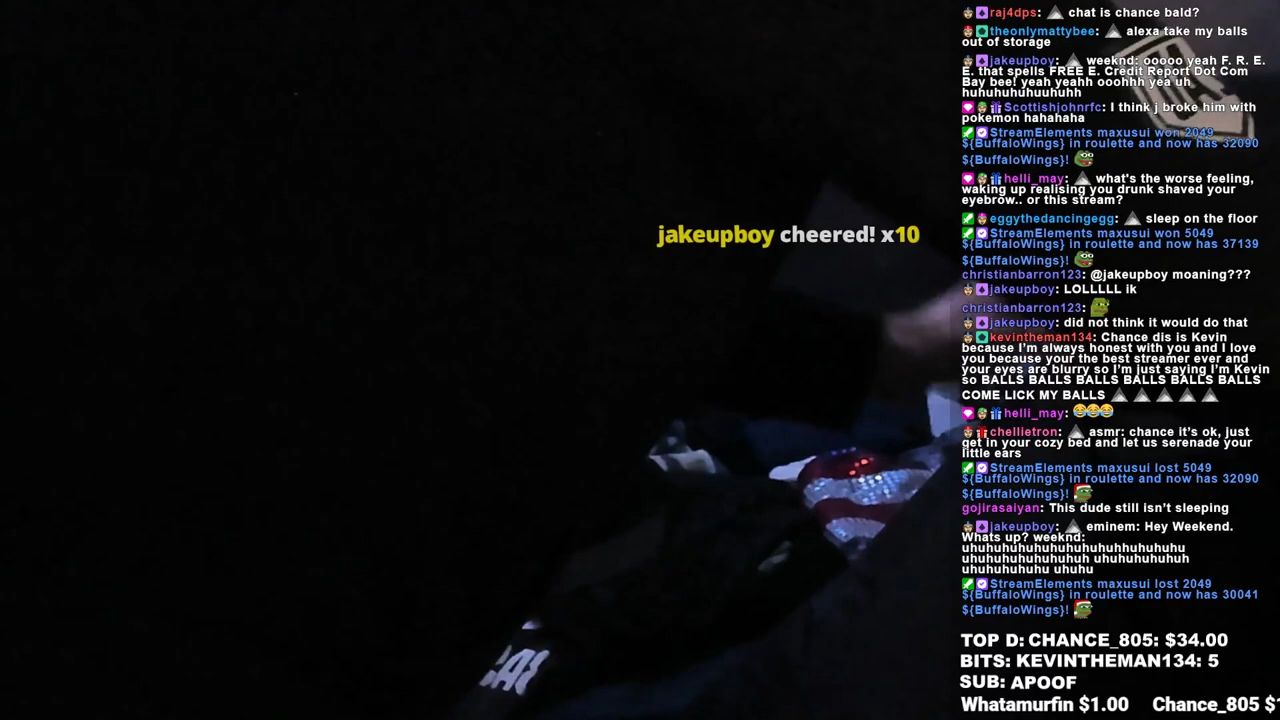 raj4dps: chat is chance bald?
theonlymattybee: alexa take my balls
out of storage
jakeupboy: weeknd: ooooo yeah F. R. E.
E. that spells FREE E. Credit Report Dot Com
Bay bee! yeah yeahh ooohhh yea uh
huhuhuhuhuuhuhh
Scottishjohnrfc: I think j broke him with
pokemon hahahaha
StreamElements maxusui won 2049
${BuffaloWings} in roulette and now has 32090
${BuffaloWings}!
helli_may: what's the worse feeling,
waking up realising you drunk shaved your
eyebrow.. or this stream?
eggythedancingegg: sleep on the floor
StreamElements maxusui won 5049
${BuffaloWings} in roulette and now has 37139
${BuffaloWings}!
christianbarron123: @jakeupboy moaning???
jakeupboy: LOLLLLL ik
christianbarron123:
jakeupboy: did not think it would do that
kevintheman134: Chance dis is Kevin
because I'm always honest with you and I love
you because your the best streamer ever and
your eyes are blurry so I'm just saying I'm Kevin
so BALLS BALLS BALLS BALLS BALLS BALLS
COME LICK MY BALLS
helli_may:
chellietron: asmr: chance it's ok, just
get in your cozy bed and let us serenade your
little ears
StreamElements maxusui lost 5049
${BuffaloWings} in roulette and now has 32090
${BuffaloWings}!
gojirasaiyan: This dude still isn't sleeping
jakeupboy: eminem: Hey Weekend.
Whats up? weeknd:
uhuhuhuhuhuhuhuhuhhuhuhuhu
uhuhuhuhuhuhuhuh uhuhuhuhuh
uhuhuhuhuhu uhuhu
StreamElements maxusui lost 2049
${BuffaloWings} in roulette and now has 30041
${BuffaloWings}!
jakeupboy cheered! x10
TOP D: CHANCE_805: $34.00
BITS: KEVINTHEMAN134: 5
SUB: APOOF
Whatamurfin $1.00 Chance_805 $1